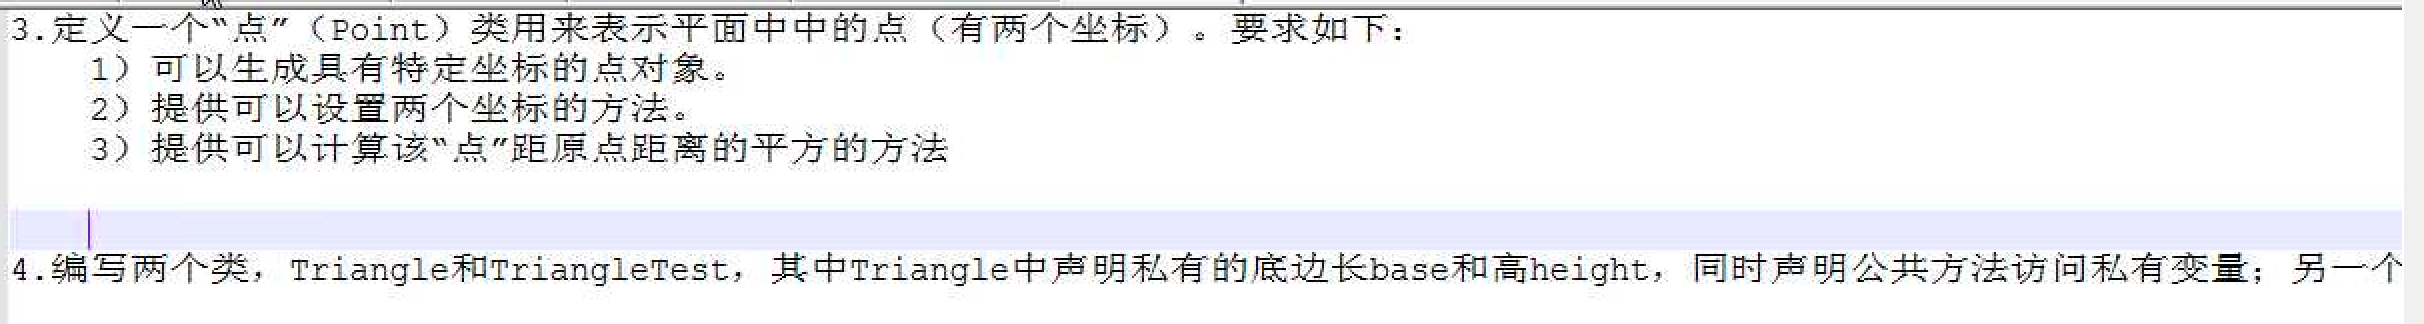 3.定义一个“点”（Point）类用来表示平面中中的点（有两个坐标）。要求如下：
1）可以生成具有特定坐标的点对象。
2）提供可以设置两个坐标的方法。
3）提供可以计算该“点”距原点距离的平方的方法
4.编写两个类，Triangle和TriangleTest，其中Triangle中声明私有的底边长base和高height，同时声明公共方法访问私有变量；另一个